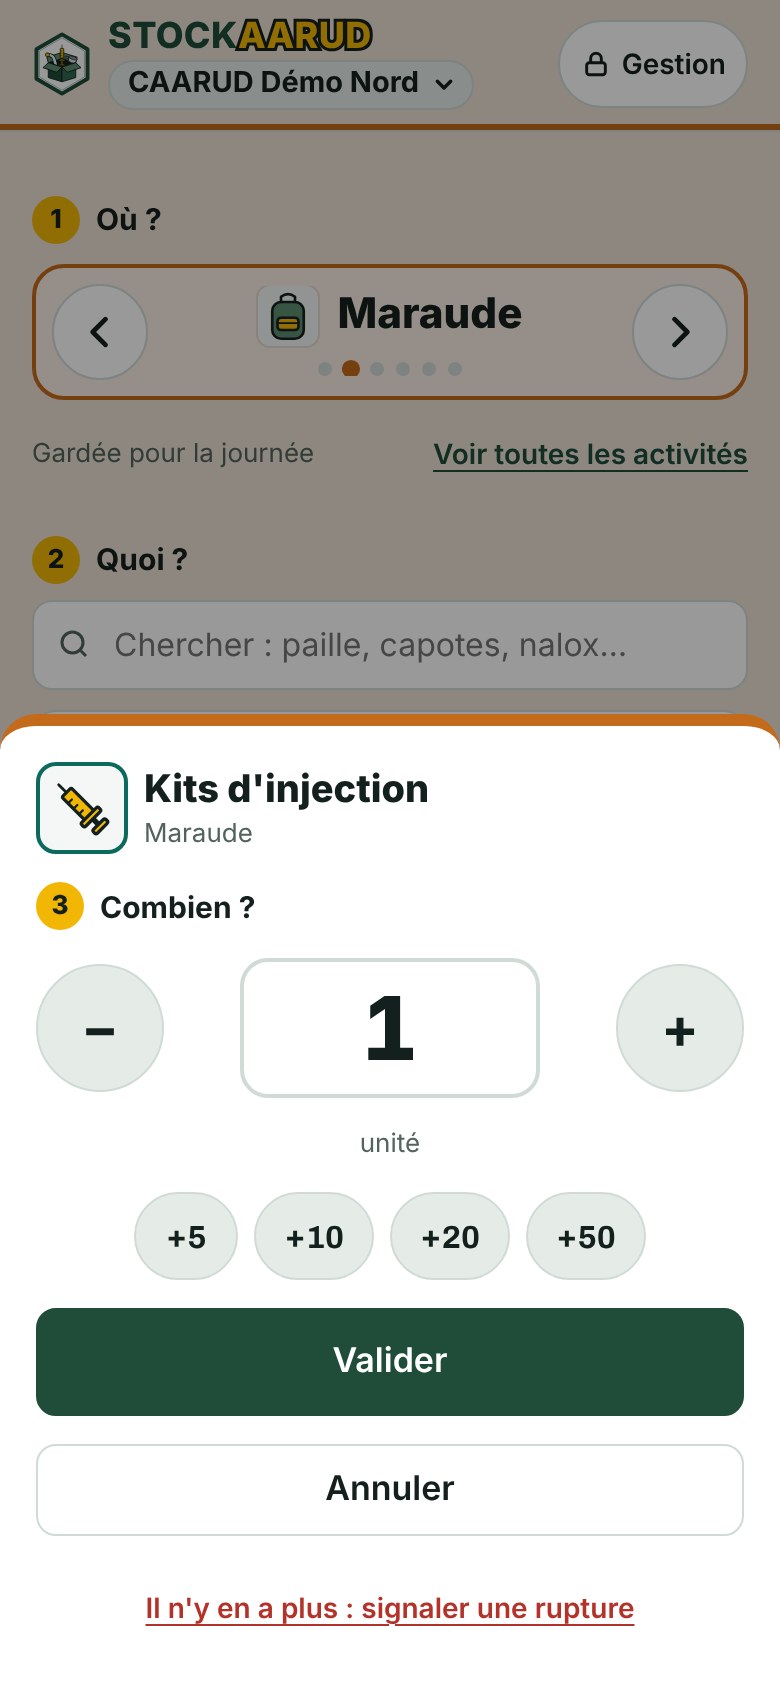 STOCKAARUD
CAARUD Démo Nord
Gestion
1 Où ?
Maraude
Gardée pour la journée
Voir toutes les activités
2 Quoi ?
Chercher : paille, capotes, nalox...
Kits d'injection
Maraude
3 Combien ?
− 1 +
unité
+5 +10 +20 +50
Valider
Annuler
Il n'y en a plus : signaler une rupture